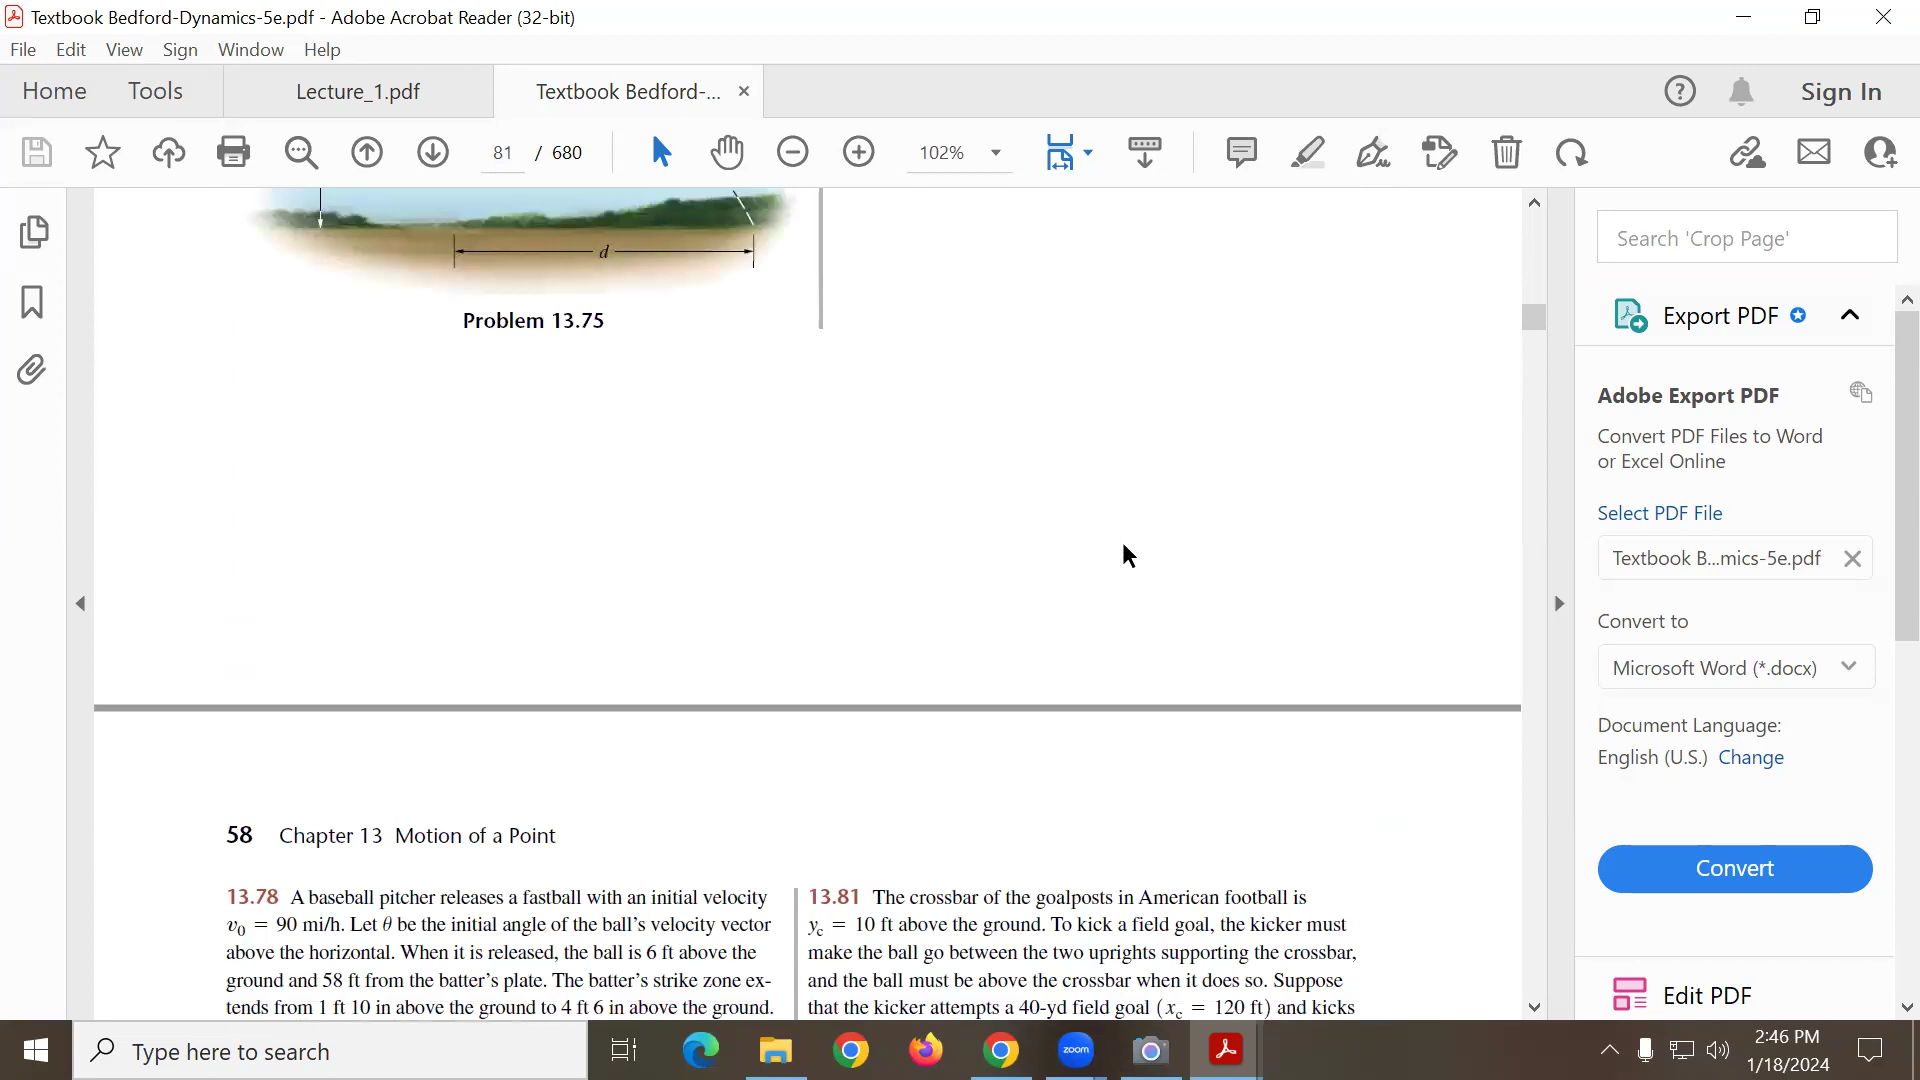 Textbook Bedford-Dynamics-5e.pdf - Adobe Acrobat Reader (32-bit)
File Edit View Sign Window Help
Home Tools Lecture_1.pdf Textbook Bedford-... × Sign In
81 / 680 102%
d
Problem 13.75
58 Chapter 13 Motion of a Point
13.78 A baseball pitcher releases a fastball with an initial velocity
v0 = 90 mi/h. Let θ be the initial angle of the ball's velocity vector
above the horizontal. When it is released, the ball is 6 ft above the
ground and 58 ft from the batter's plate. The batter's strike zone ex-
tends from 1 ft 10 in above the ground to 4 ft 6 in above the ground.
13.81 The crossbar of the goalposts in American football is
yc = 10 ft above the ground. To kick a field goal, the kicker must
make the ball go between the two uprights supporting the crossbar,
and the ball must be above the crossbar when it does so. Suppose
that the kicker attempts a 40-yd field goal (xc = 120 ft) and kicks
Search 'Crop Page'
Export PDF
Adobe Export PDF
Convert PDF Files to Word
or Excel Online
Select PDF File
Textbook B...mics-5e.pdf
Convert to
Microsoft Word (*.docx)
Document Language:
English (U.S.) Change
Convert
Edit PDF
Type here to search
zoom
2:46 PM
1/18/2024